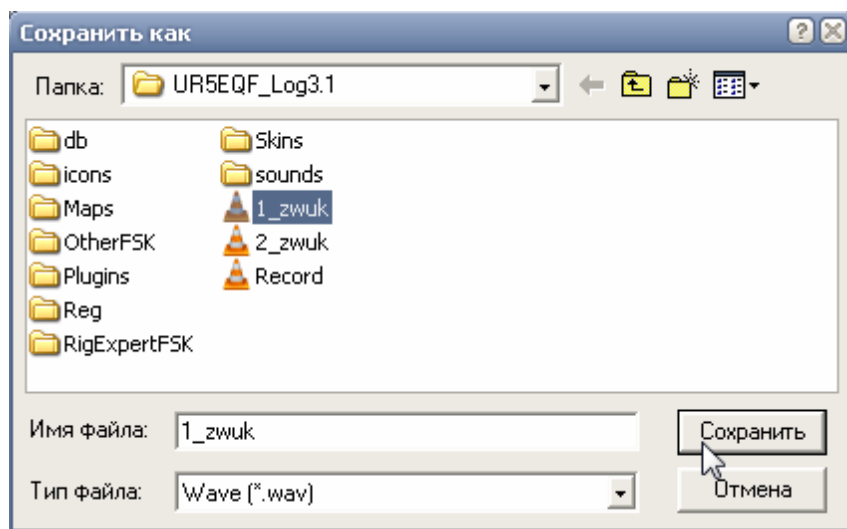 Сохранить как
Папка: UR5EQF_Log3.1
db
icons
Maps
OtherFSK
Plugins
Reg
RigExpertFSK
Skins
sounds
1_zwuk
2_zwuk
Record
Имя файла: 1_zwuk
Сохранить
Тип файла: Wave (*.wav)
Отмена